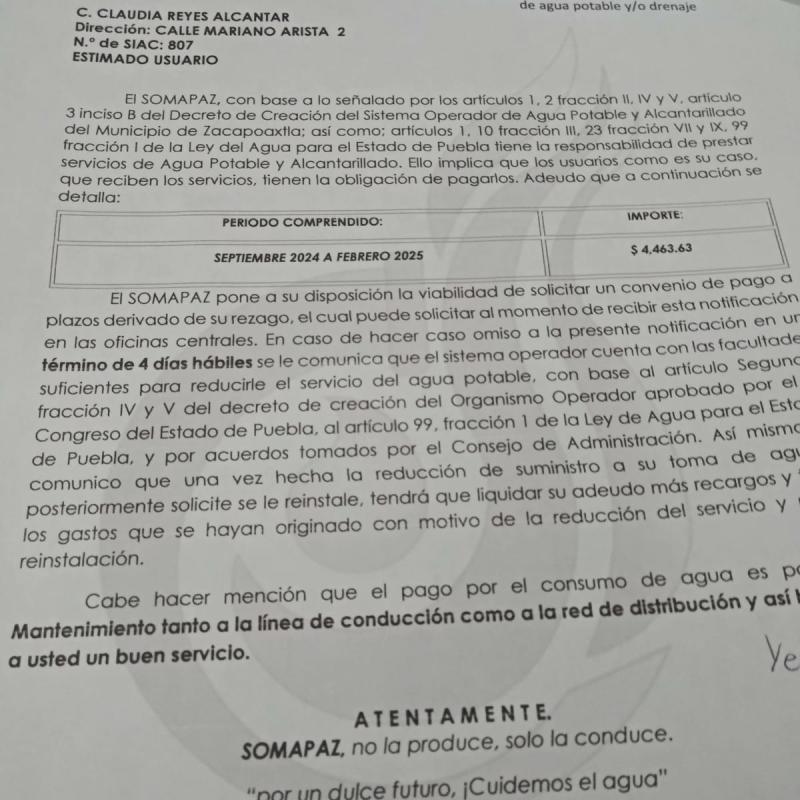 de agua potable y/o drenaje
C. CLAUDIA REYES ALCANTAR
Dirección: CALLE MARIANO ARISTA 2
N.º de SIAC: 807
ESTIMADO USUARIO
El SOMAPAZ, con base a lo señalado por los artículos 1, 2 fracción II, IV y V, artículo
3 inciso B del Decreto de Creación del Sistema Operador de Agua Potable y Alcantarillado
del Municipio de Zacapoaxtla; así como; artículos 1, 10 fracción III, 23 fracción VII y IX, 99
fracción I de la Ley del Agua para el Estado de Puebla tiene la responsabilidad de prestar
servicios de Agua Potable y Alcantarillado. Ello implica que los usuarios como es su caso,
que reciben los servicios, tienen la obligación de pagarlos. Adeudo que a continuación se
detalla:
PERIODO COMPRENDIDO: IMPORTE:
SEPTIEMBRE 2024 A FEBRERO 2025 $ 4,463.63
El SOMAPAZ pone a su disposición la viabilidad de solicitar un convenio de pago a
plazos derivado de su rezago, el cual puede solicitar al momento de recibir esta notificación
en las oficinas centrales. En caso de hacer caso omiso a la presente notificación en un
término de 4 días hábiles se le comunica que el sistema operador cuenta con las facultade
suficientes para reducirle el servicio del agua potable, con base al artículo Segund
fracción IV y V del decreto de creación del Organismo Operador aprobado por el
Congreso del Estado de Puebla, al artículo 99, fracción 1 de la Ley de Agua para el Esta
de Puebla, y por acuerdos tomados por el Consejo de Administración. Así mismo
comunico que una vez hecha la reducción de suministro a su toma de agu
posteriormente solicite se le reinstale, tendrá que liquidar su adeudo más recargos y
los gastos que se hayan originado con motivo de la reducción del servicio y
reinstalación.
Cabe hacer mención que el pago por el consumo de agua es pa
Mantenimiento tanto a la línea de conducción como a la red de distribución y así
a usted un buen servicio.
Ye
ATENTAMENTE.
SOMAPAZ, no la produce, solo la conduce.
"por un dulce futuro, ¡Cuidemos el agua"